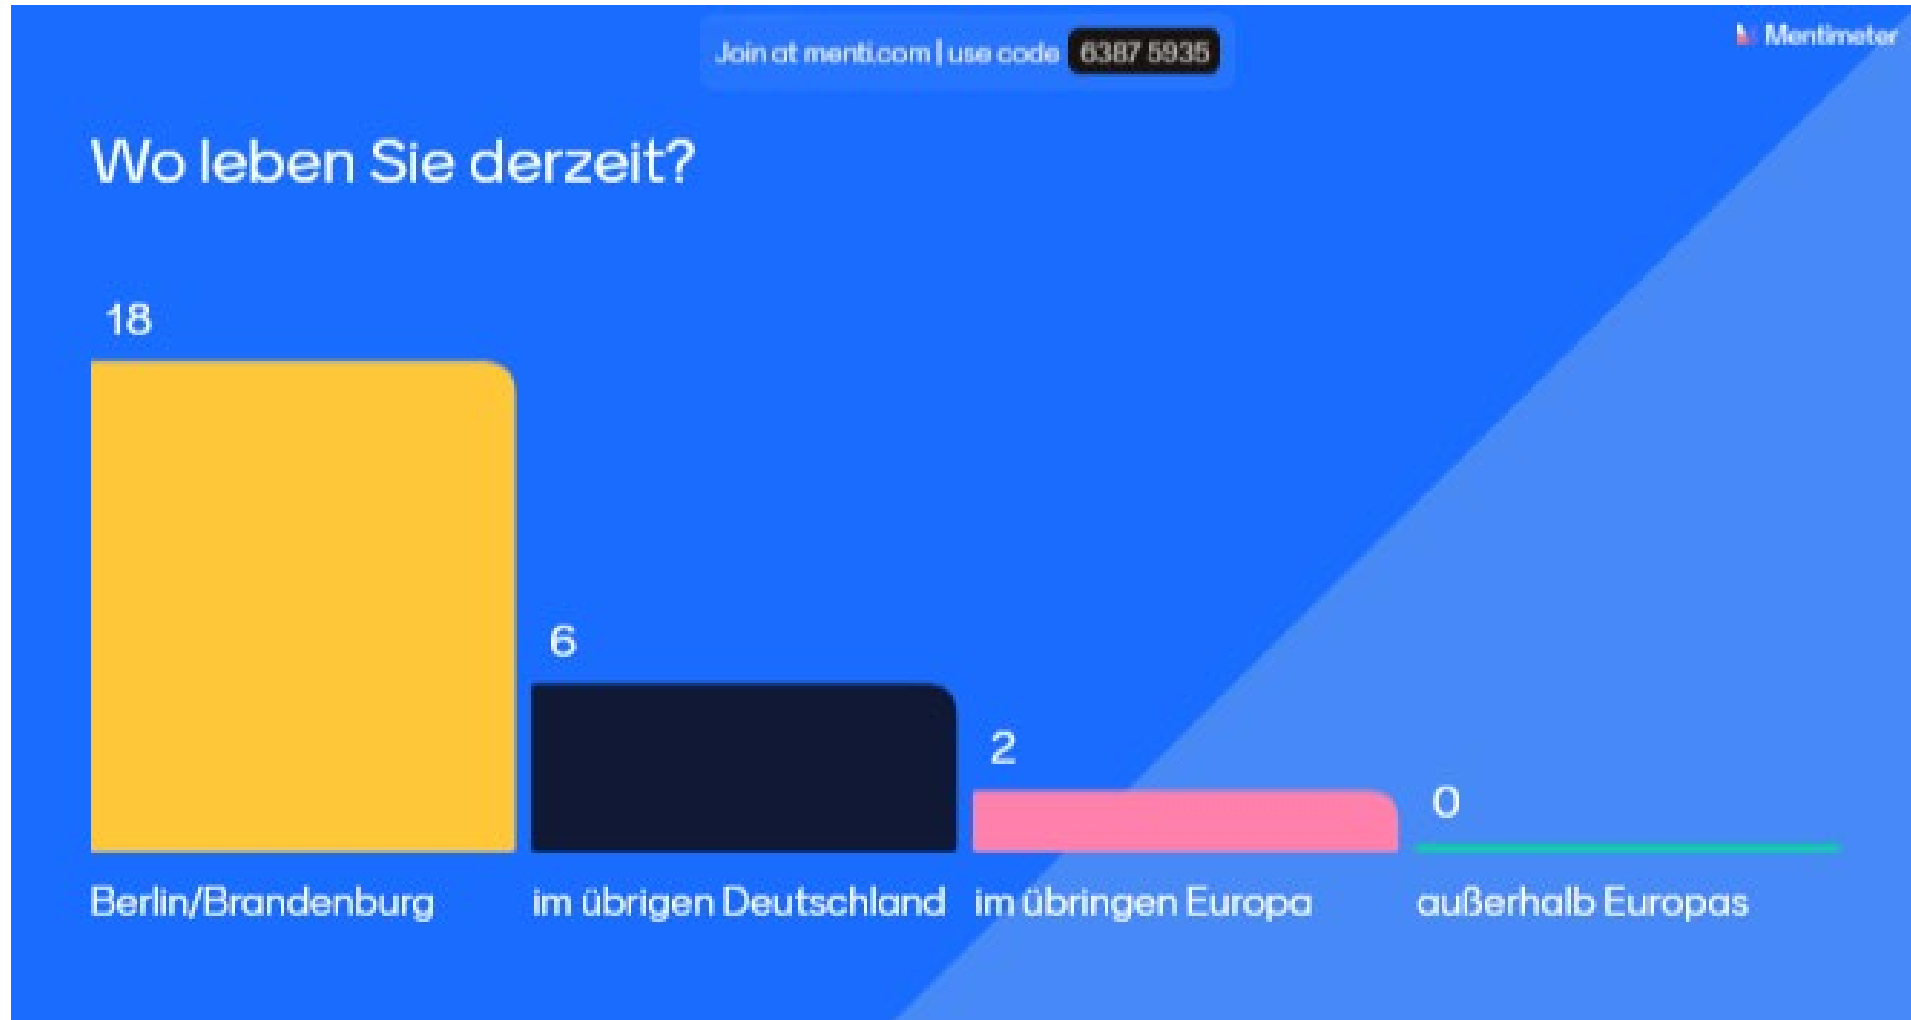 Join at menti.com | use code 6387 5935
Mentimeter
Wo leben Sie derzeit?
18
6
2
0
Berlin/Brandenburg
im übrigen Deutschland
im übringen Europa
außerhalb Europas